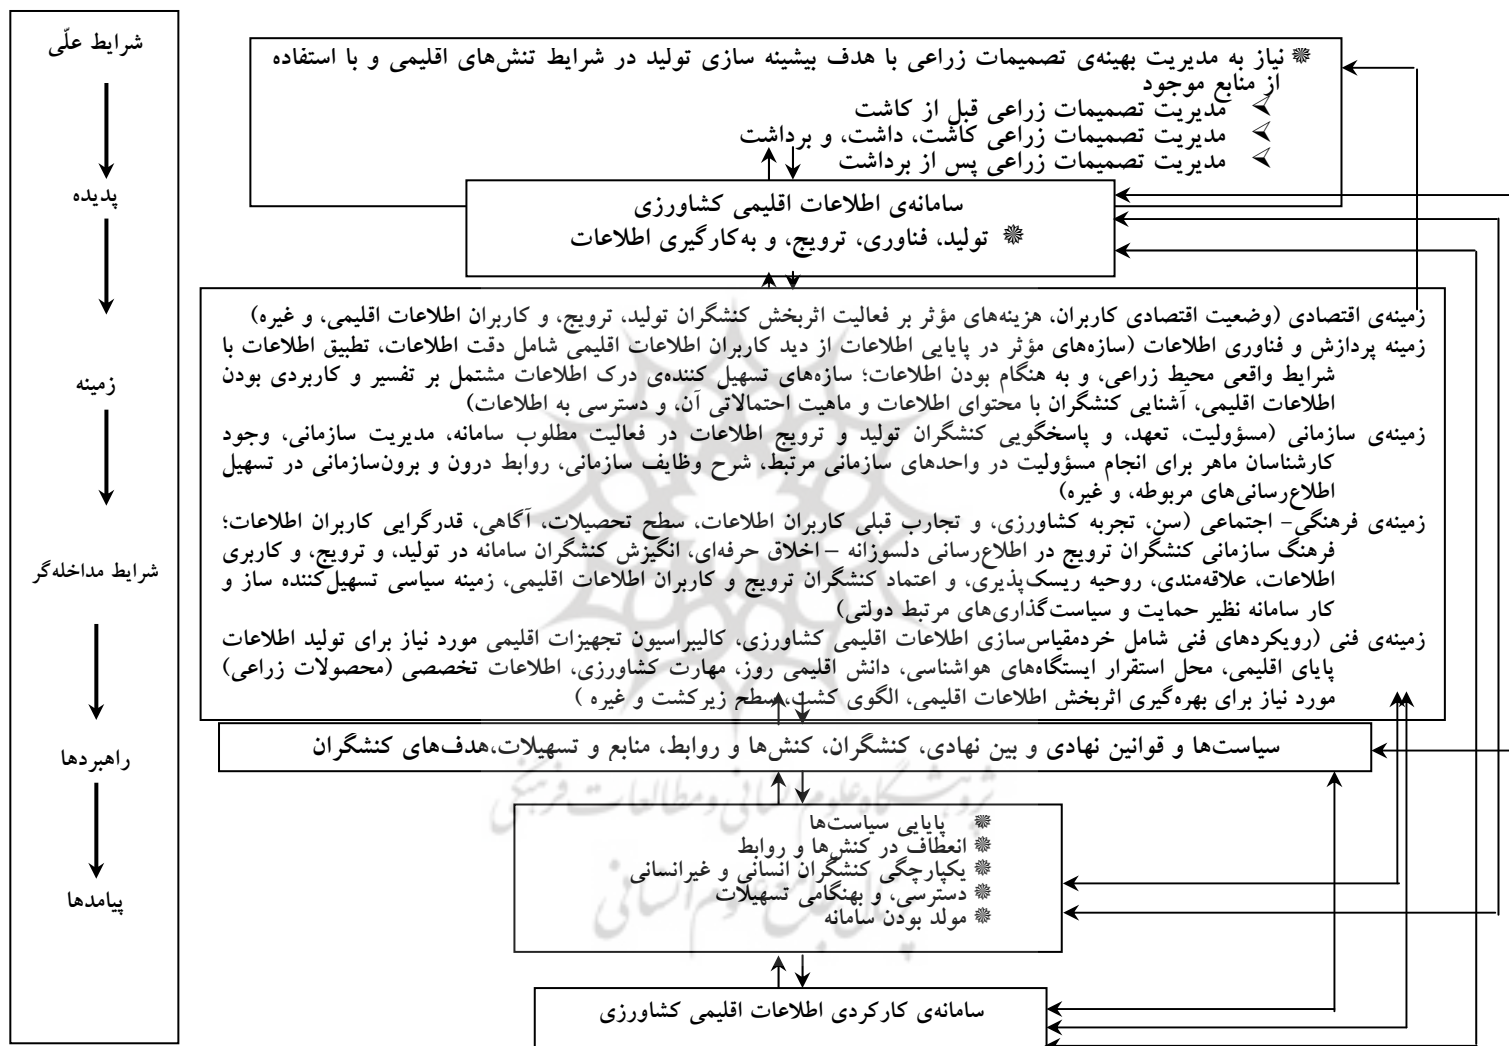 شرایط علّی
پدیده
زمینه
شرایط مداخله‌گر
راهبردها
پیامدها
❋ نیاز به مدیریت بهینه‌ی تصمیمات زراعی با هدف بیشینه سازی تولید در شرایط تنش‌های اقلیمی و با استفاده
از منابع موجود
➢ مدیریت تصمیمات زراعی قبل از کاشت
➢ مدیریت تصمیمات زراعی کاشت، داشت، و برداشت
➢ مدیریت تصمیمات زراعی پس از برداشت
سامانه‌ی اطلاعات اقلیمی کشاورزی
❋ تولید، فناوری، ترویج، و به‌کارگیری اطلاعات
زمینه‌ی اقتصادی (وضعیت اقتصادی کاربران، هزینه‌های مؤثر بر فعالیت اثربخش کنشگران تولید، ترویج، و کاربران اطلاعات اقلیمی، و غیره)
زمینه پردازش و فناوری اطلاعات (سازه‌های مؤثر در پایایی اطلاعات از دید کاربران اطلاعات اقلیمی شامل دقت اطلاعات، تطبیق اطلاعات با
شرایط واقعی محیط زراعی، و به هنگام بودن اطلاعات؛ سازه‌های تسهیل کننده‌ی درک اطلاعات مشتمل بر تفسیر و کاربردی بودن
اطلاعات اقلیمی، آشنایی کنشگران با محتوای اطلاعات و ماهیت احتمالاتی آن، و دسترسی به اطلاعات)
زمینه‌ی سازمانی (مسؤولیت، تعهد، و پاسخگویی کنشگران تولید و ترویج اطلاعات در فعالیت مطلوب سامانه، مدیریت سازمانی، وجود
کارشناسان ماهر برای انجام مسؤولیت در واحدهای سازمانی مرتبط، شرح وظایف سازمانی، روابط درون و برون‌سازمانی در تسهیل
اطلاع‌رسانی‌های مربوطه، و غیره)
زمینه‌ی فرهنگی- اجتماعی (سن، تجربه کشاورزی، و تجارب قبلی کاربران اطلاعات، سطح تحصیلات، آگاهی، قدرگرایی کاربران اطلاعات؛
فرهنگ سازمانی کنشگران ترویج در اطلاع‌رسانی دلسوزانه – اخلاق حرفه‌ای، انگیزش کنشگران سامانه در تولید، و ترویج، و کاربری
اطلاعات، علاقه‌مندی، روحیه ریسک‌پذیری، و اعتماد کنشگران ترویج و کاربران اطلاعات اقلیمی، زمینه سیاسی تسهیل‌کننده ساز و
کار سامانه نظیر حمایت و سیاست‌گذاری‌های مرتبط دولتی)
زمینه‌ی فنی (رویکردهای فنی شامل خردمقیاس‌سازی اطلاعات اقلیمی کشاورزی، کالیبراسیون تجهیزات اقلیمی مورد نیاز برای تولید اطلاعات
پایای اقلیمی، محل استقرار ایستگاه‌های هواشناسی، دانش اقلیمی روز، مهارت کشاورزی، اطلاعات تخصصی (محصولات زراعی)
مورد نیاز برای بهره‌گیری اثربخش اطلاعات اقلیمی، الگوی کشت، سطح زیرکشت و غیره )
سیاست‌ها و قوانین نهادی و بین نهادی، کنشگران، کنش‌ها و روابط، منابع و تسهیلات،هدف‌های کنشگران
پژوهشگاه علوم انسانی و مطالعات فرهنگی
❋ پایایی سیاست‌ها
❋ انعطاف در کنش‌ها و روابط
❋ یکپارچگی کنشگران انسانی و غیرانسانی
❋ دسترسی، و بهنگامی تسهیلات
❋ مولد بودن سامانه
پرتال جامع علوم انسانی
سامانه‌ی کارکردی اطلاعات اقلیمی کشاورزی